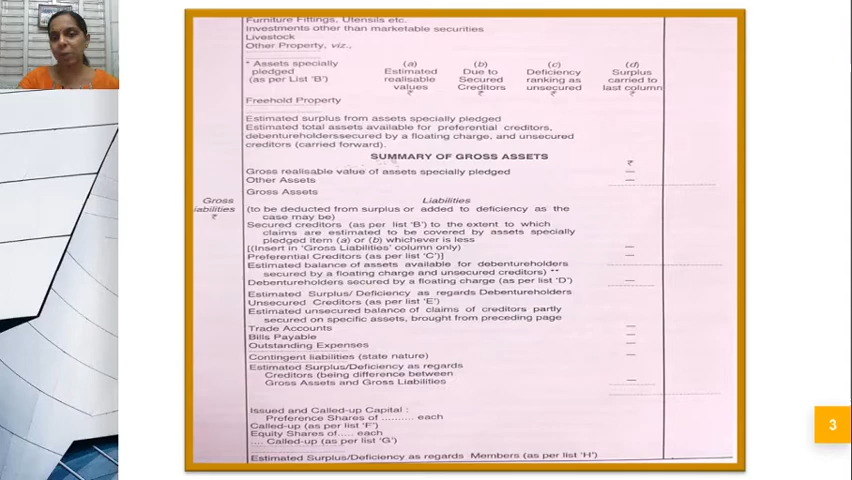 Furniture Fittings, Utensils etc.
Investments other than marketable securities
Livestock
Other Property, viz.,
* Assets specially pledged (as per List 'B')
(a) Estimated realisable values ₹
(b) Due to Secured Creditors ₹
(c) Deficiency ranking as unsecured ₹
(d) Surplus carried to last column ₹
Freehold Property
Estimated surplus from assets specially pledged
Estimated total assets available for preferential creditors,
debentureholderssecured by a floating charge, and unsecured
creditors (carried forward).
SUMMARY OF GROSS ASSETS
₹
Gross realisable value of assets specially pledged —
Other Assets —
Gross Assets
Gross
iabilities
₹
Liabilities
(to be deducted from surplus or added to deficiency as the
case may be)
Secured creditors (as per list 'B') to the extent to which
claims are estimated to be covered by assets specially
pledged item (a) or (b) whichever is less
[(Insert in 'Gross Liabilities' column only) —
Preferential Creditors (as per list 'C')] —
Estimated balance of assets available for debentureholders
secured by a floating charge and unsecured creditors) **
Debentureholders secured by a floating charge (as per list 'D') —
Estimated Surplus/ Deficiency as regards Debentureholders
Unsecured Creditors (as per list 'E')
Estimated unsecured balance of claims of creditors partly
secured on specific assets, brought from preceding page
Trade Accounts —
Bills Payable —
Outstanding Expenses —
Contingent liabilities (state nature) —
Estimated Surplus/Deficiency as regards
Creditors (being difference between
Gross Assets and Gross Liabilities —
Issued and Called-up Capital :
Preference Shares of .......... each
Called-up (as per list 'F')
Equity Shares of..... each
.... Called-up (as per list 'G')
Estimated Surplus/Deficiency as regards Members (as per list 'H')
3